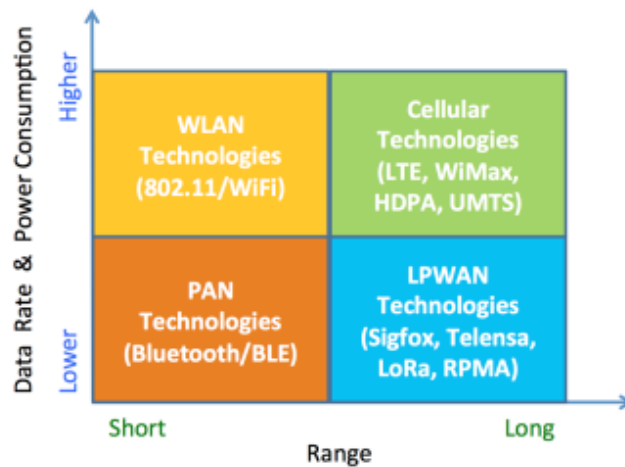 Data Rate & Power Consumption
Higher
Lower
WLAN
Technologies
(802.11/WiFi)
Cellular
Technologies
(LTE, WiMax,
HDPA, UMTS)
PAN
Technologies
(Bluetooth/BLE)
LPWAN
Technologies
(Sigfox, Telensa,
LoRa, RPMA)
Short
Long
Range